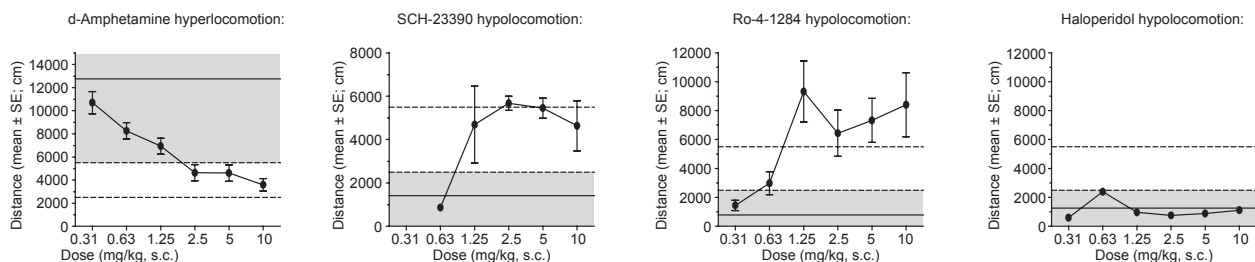 d-Amphetamine hyperlocomotion:
Distance (mean ± SE; cm)
14000
12000
10000
8000
6000
4000
2000
0
0.31 0.63 1.25 2.5 5 10
Dose (mg/kg, s.c.)
SCH-23390 hypolocomotion:
Distance (mean ± SE; cm)
8000
6000
4000
2000
0
0.31 0.63 1.25 2.5 5 10
Dose (mg/kg, s.c.)
Ro-4-1284 hypolocomotion:
Distance (mean ± SE; cm)
12000
10000
8000
6000
4000
2000
0
0.31 0.63 1.25 2.5 5 10
Dose (mg/kg, s.c.)
Haloperidol hypolocomotion:
Distance (mean ± SE; cm)
12000
10000
8000
6000
4000
2000
0
0.31 0.63 1.25 2.5 5 10
Dose (mg/kg, s.c.)